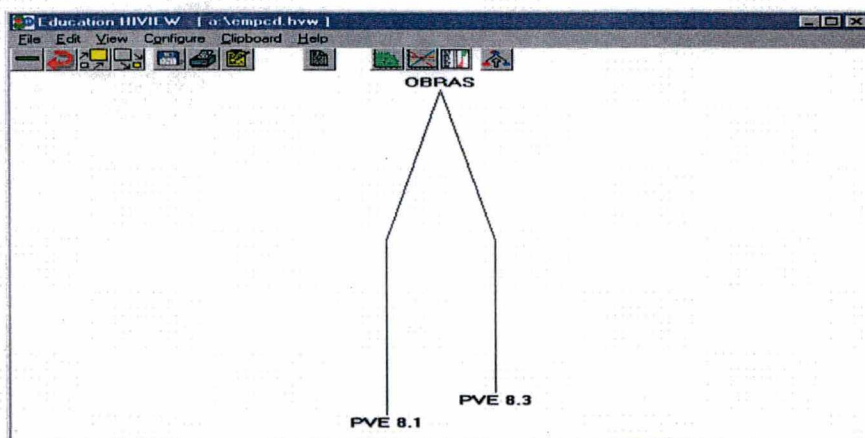 Education HIVIEW - [ a:\empcd.hvw ]
File Edit View Configure Clipboard Help
OBRAS
PVE 8.3
PVE 8.1